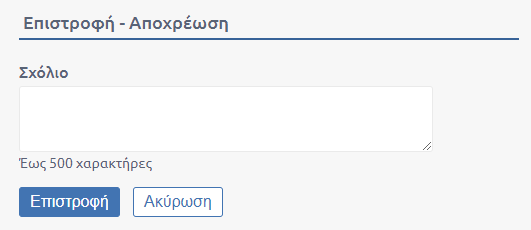 Επιστροφή - Αποχρέωση
Σχόλιο
Έως 500 χαρακτήρες
Επιστροφή Ακύρωση